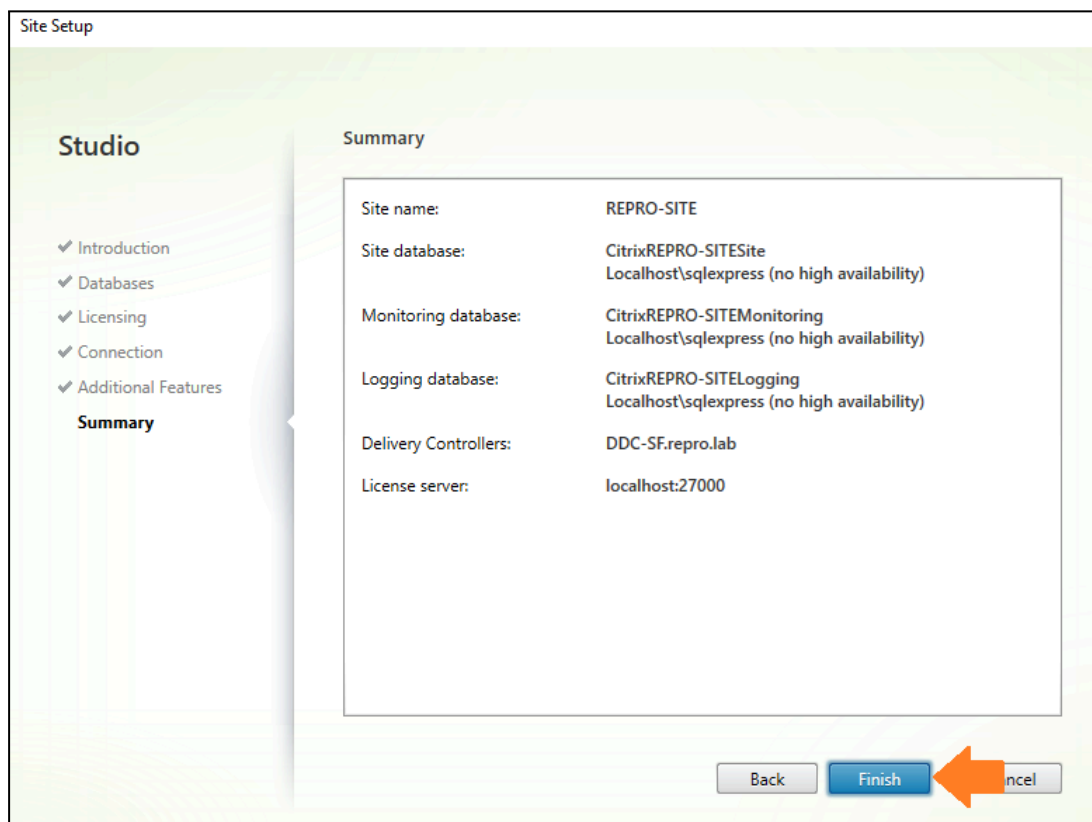 Site Setup
Studio
Introduction
Databases
Licensing
Connection
Additional Features
Summary
Summary
Site name: REPRO-SITE
Site database: CitrixREPRO-SITESite
Localhost\sqlexpress (no high availability)
Monitoring database: CitrixREPRO-SITEMonitoring
Localhost\sqlexpress (no high availability)
Logging database: CitrixREPRO-SITELogging
Localhost\sqlexpress (no high availability)
Delivery Controllers: DDC-SF.repro.lab
License server: localhost:27000
Back Finish ncel